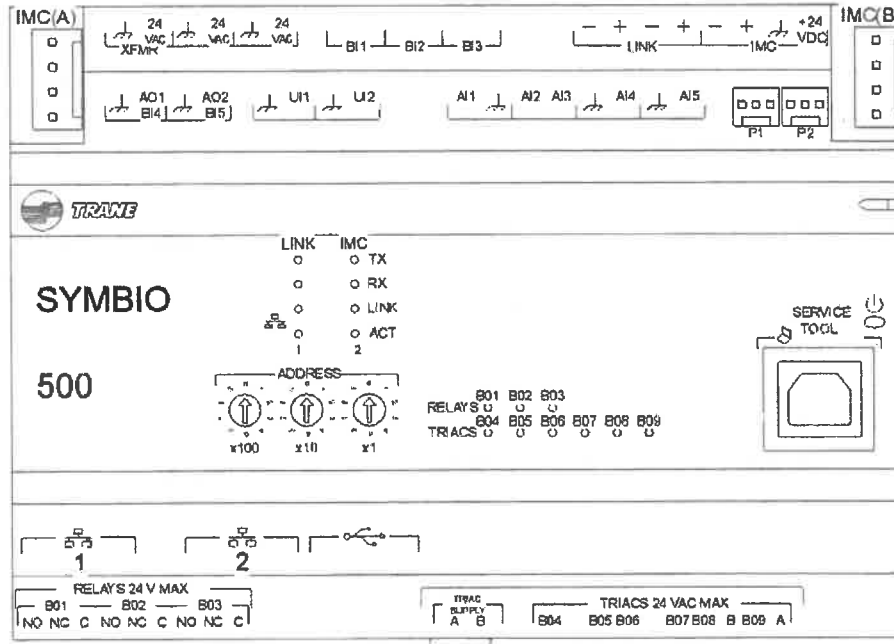 IMC(A) 24 VAC 24 VAC 24 VAC XFMR BI1 BI2 BI3 − + − + LINK − + IMC +24 VDC IMC(B
AO1 BI4 AO2 BI5 UI1 UI2 AI1 AI2 AI3 AI4 AI5 P1 P2
TRANE
LINK IMC
TX
RX
LINK
ACT
1 2
SYMBIO
500
SERVICE
TOOL
ADDRESS
x100 x10 x1
B01 B02 B03
RELAYS
B04 B05 B06 B07 B08 B09
TRIACS
1 2
RELAYS 24 V MAX
B01 B02 B03
NO NC C NO NC C NO NC C
TRIAC
SUPPLY
A B
TRIACS 24 VAC MAX
B04 B05 B06 B07 B08 B B09 A